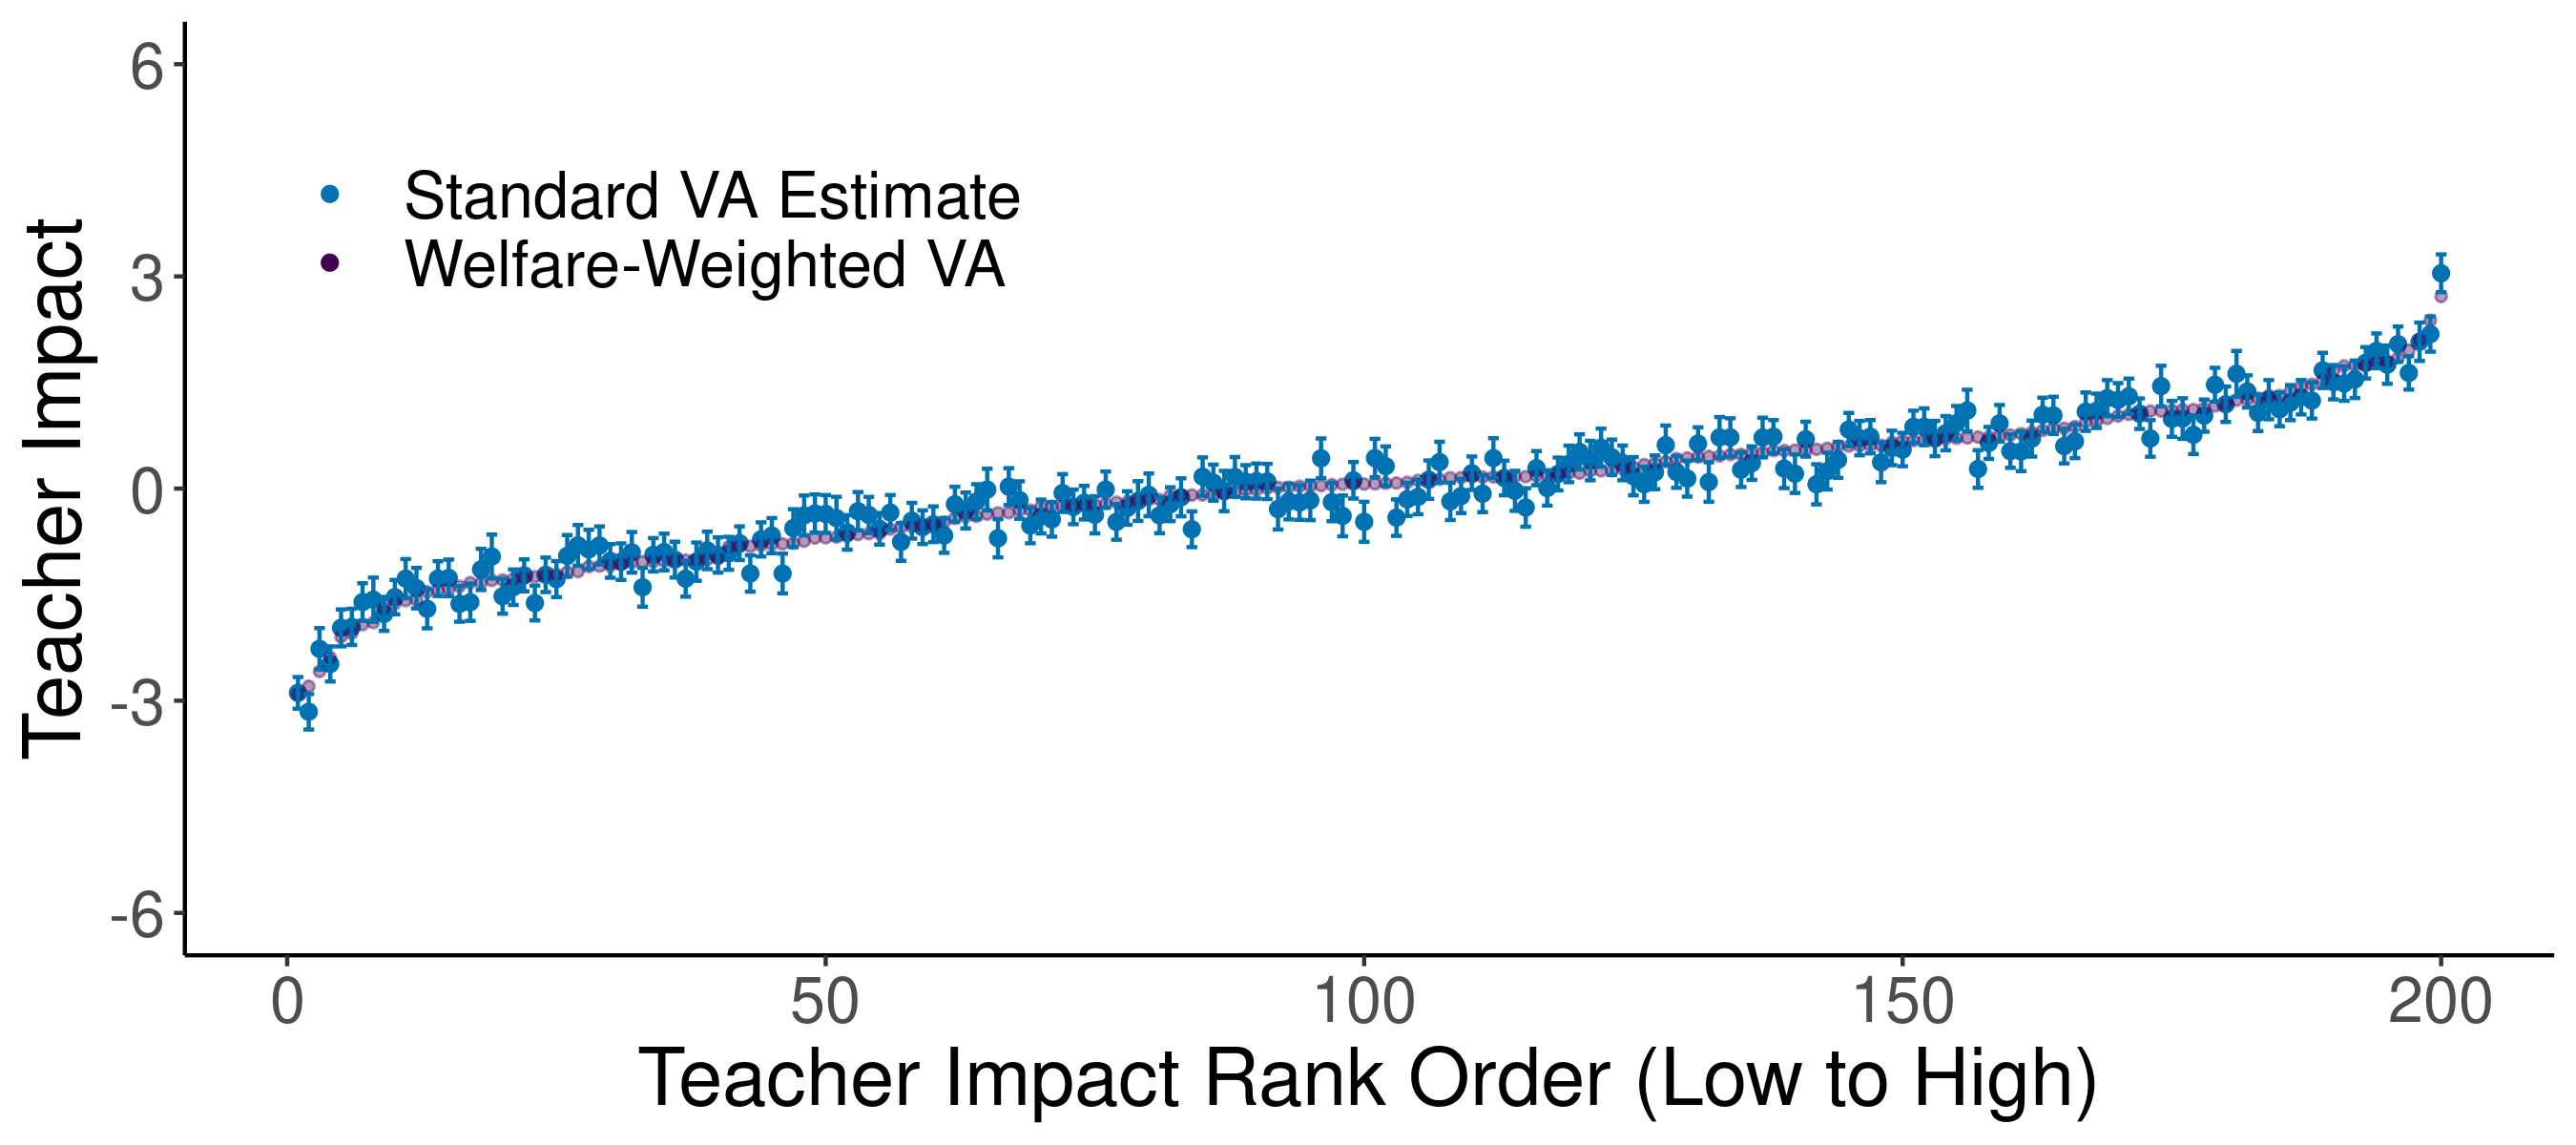 6
3
0
-3
-6
Teacher Impact
Standard VA Estimate
Welfare-Weighted VA
0 50 100 150 200
Teacher Impact Rank Order (Low to High)